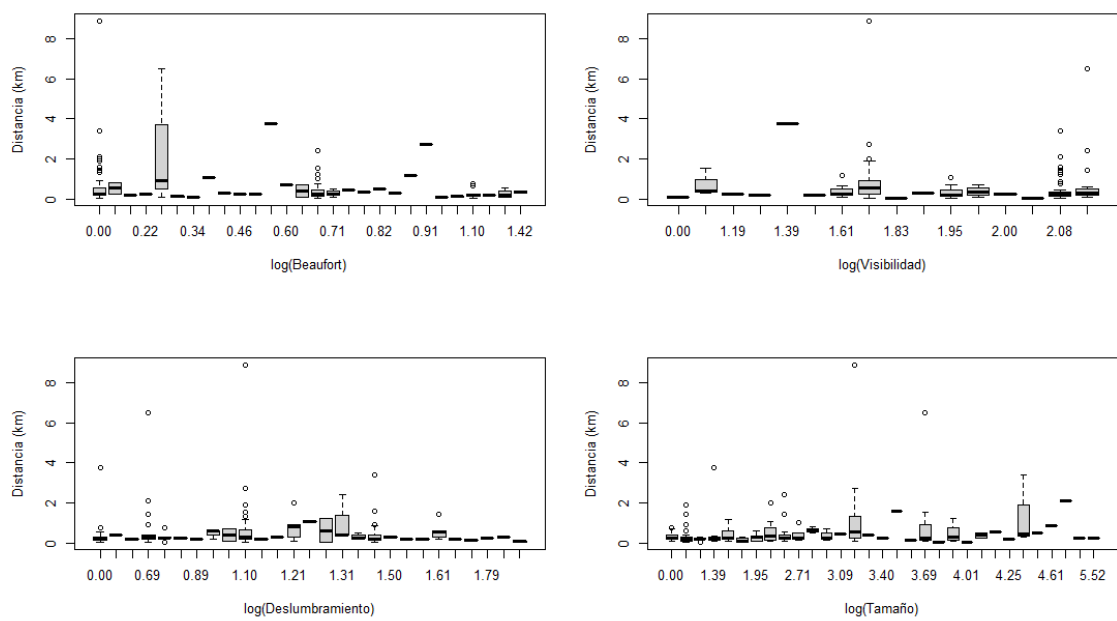 Distancia (km)
8
6
4
2
0
0.00 0.22 0.34 0.46 0.60 0.71 0.82 0.91 1.10 1.42
log(Beaufort)
Distancia (km)
8
6
4
2
0
0.00 1.19 1.39 1.61 1.83 1.95 2.00 2.08
log(Visibilidad)
Distancia (km)
8
6
4
2
0
0.00 0.69 0.89 1.10 1.21 1.31 1.50 1.61 1.79
log(Deslumbramiento)
Distancia (km)
8
6
4
2
0
0.00 1.39 1.95 2.71 3.09 3.40 3.69 4.01 4.25 4.61 5.52
log(Tamaño)